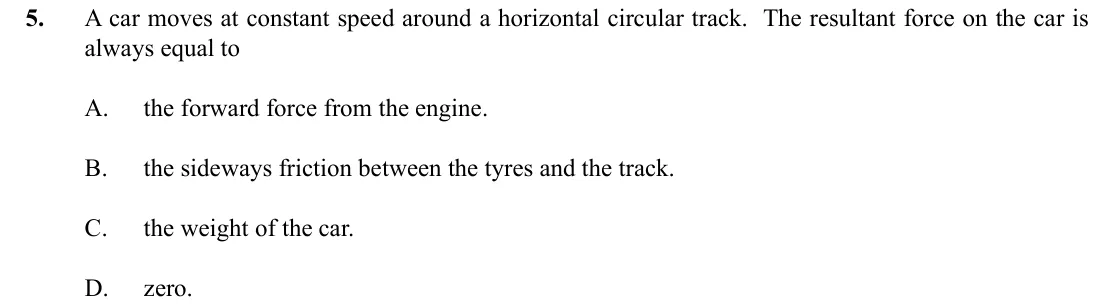 5. A car moves at constant speed around a horizontal circular track. The resultant force on the car is
always equal to
A. the forward force from the engine.
B. the sideways friction between the tyres and the track.
C. the weight of the car.
D. zero.